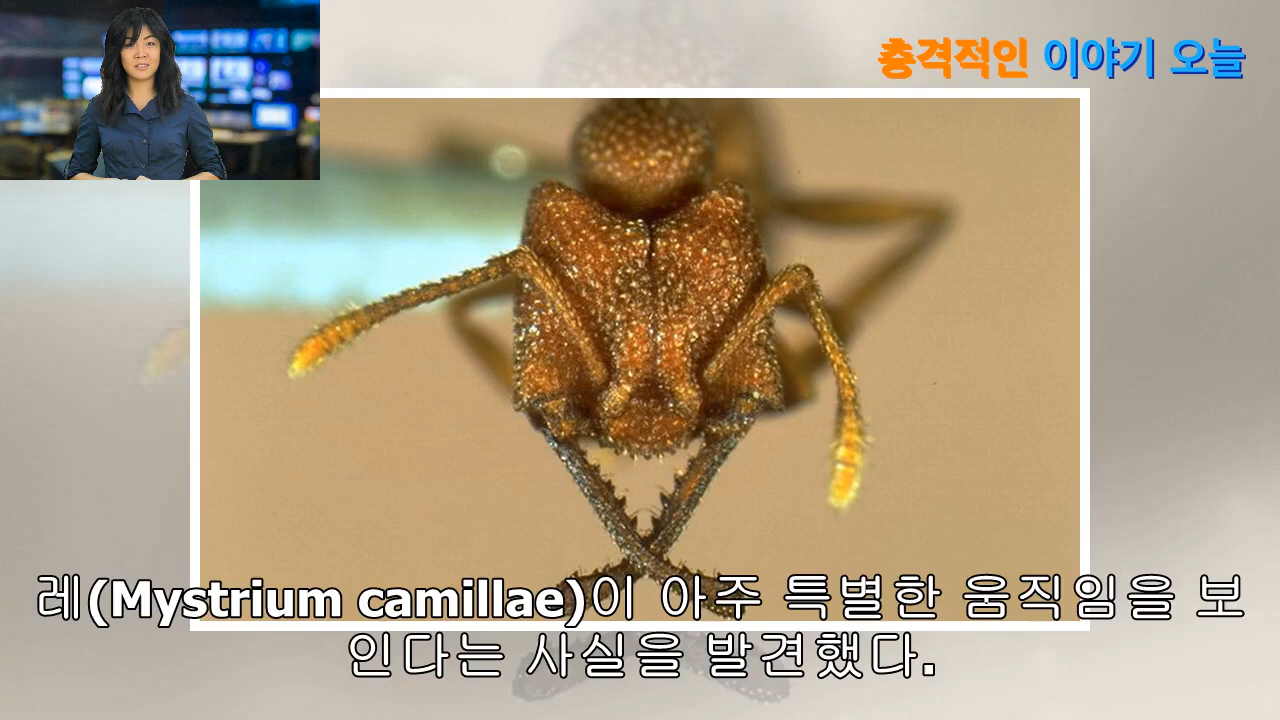 충격적인 이야기 오늘
레(Mystrium camillae)이 아주 특별한 움직임을 보
인다는 사실을 발견했다.